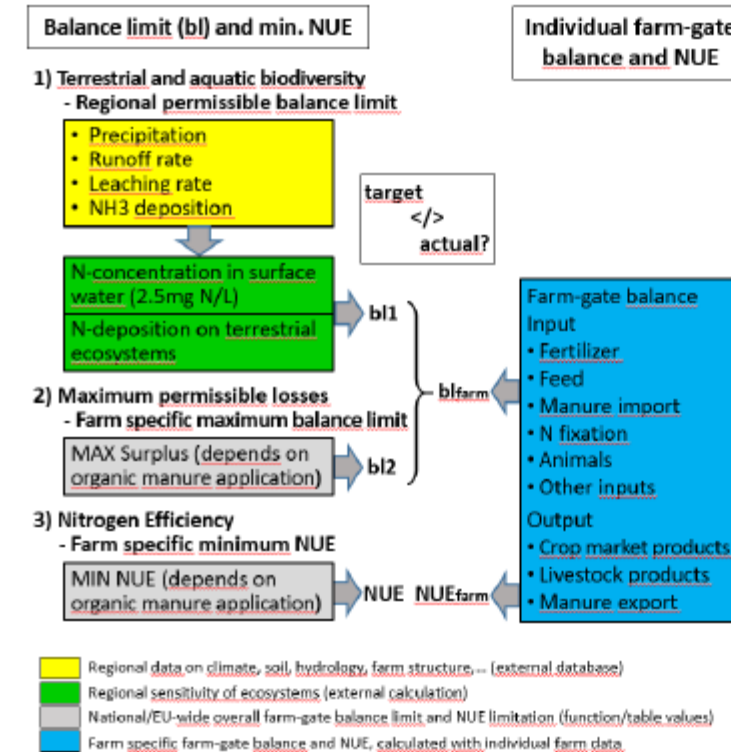 Balance limit (bl) and min. NUE
Individual farm-gate
balance and NUE
1) Terrestrial and aquatic biodiversity
- Regional permissible balance limit
• Precipitation
• Runoff rate
• Leaching rate
• NH3 deposition
target
</>
actual?
N-concentration in surface
water (2.5mg N/L)
N-deposition on terrestrial
ecosystems
bl1
2) Maximum permissible losses
- Farm specific maximum balance limit
MAX Surplus (depends on
organic manure application)
bl2
blfarm
3) Nitrogen Efficiency
- Farm specific minimum NUE
MIN NUE (depends on
organic manure application)
NUE NUEfarm
Farm-gate balance
Input
• Fertilizer
• Feed
• Manure import
• N fixation
• Animals
• Other inputs
Output
• Crop market products
• Livestock products
• Manure export
Regional data on climate, soil, hydrology, farm structure,... (external database)
Regional sensitivity of ecosystems (external calculation)
National/EU-wide overall farm-gate balance limit and NUE limitation (function/table values)
Farm specific farm-gate balance and NUE, calculated with individual farm data